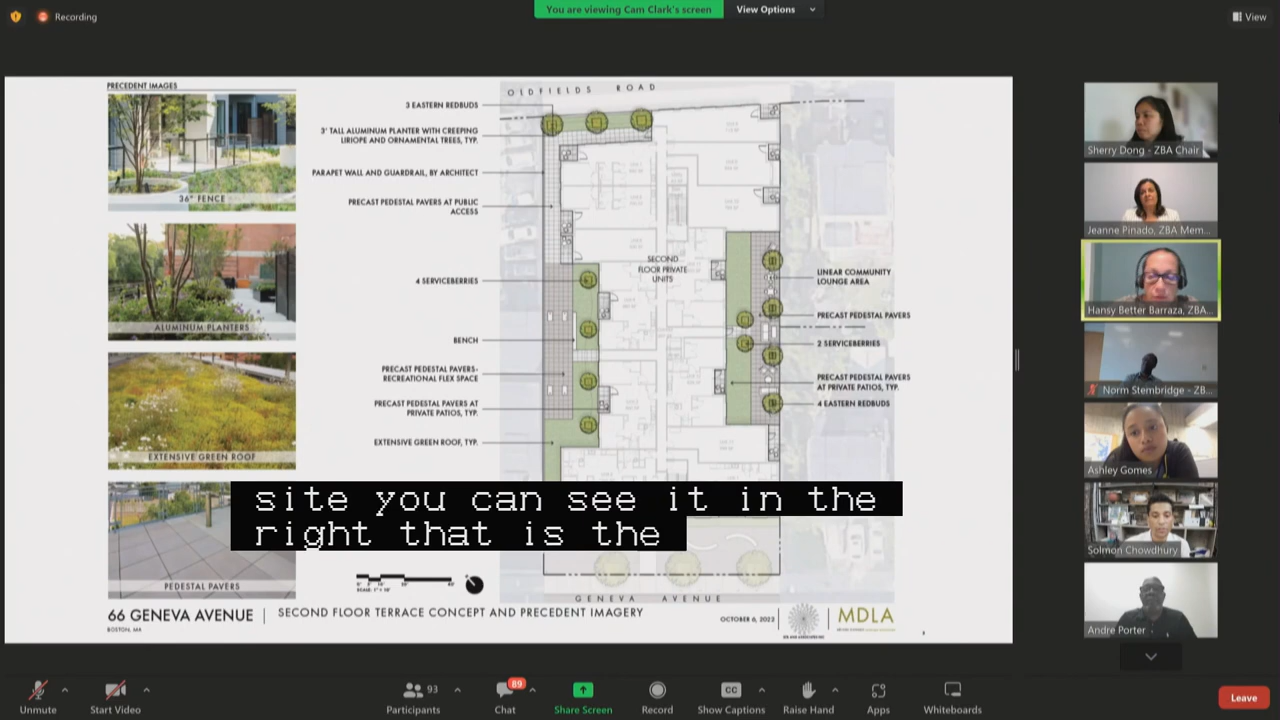 Recording
You are viewing Cam Clark's screen
View Options
View
PRECEDENT IMAGES
36" FENCE
ALUMINUM PLANTERS
EXTENSIVE GREEN ROOF
PEDESTAL PAVERS
OLDFIELDS ROAD
3 EASTERN REDBUDS
3' TALL ALUMINUM PLANTER WITH CREEPING
LIRIOPE AND ORNAMENTAL TREES, TYP.
PARAPET WALL AND GUARDRAIL, BY ARCHITECT
PRECAST PEDESTAL PAVERS AT PUBLIC
ACCESS
4 SERVICEBERRIES
BENCH
PRECAST PEDESTAL PAVERS-
RECREATIONAL FLEX SPACE
PRECAST PEDESTAL PAVERS AT
PRIVATE PATIOS, TYP.
EXTENSIVE GREEN ROOF, TYP.
SECOND
FLOOR PRIVATE
UNITS
LINEAR COMMUNITY
LOUNGE AREA
PRECAST PEDESTAL PAVERS
2 SERVICEBERRIES
PRECAST PEDESTAL PAVERS
AT PRIVATE PATIOS, TYP.
4 EASTERN REDBUDS
site you can see it in the
right that is the
GENEVA AVENUE
66 GENEVA AVENUE
BOSTON, MA
SECOND FLOOR TERRACE CONCEPT AND PRECEDENT IMAGERY
OCTOBER 6, 2022
MDLA
Sherry Dong - ZBA Chair
Jeanne Pinado, ZBA Mem...
Hansy Better Barraza, ZBA...
Norm Stembridge - ZB...
Ashley Gomes
Solmon Chowdhury
Andre Porter
Unmute
Start Video
93
Participants
89
Chat
Share Screen
Record
CC
Show Captions
Raise Hand
Apps
Whiteboards
Leave